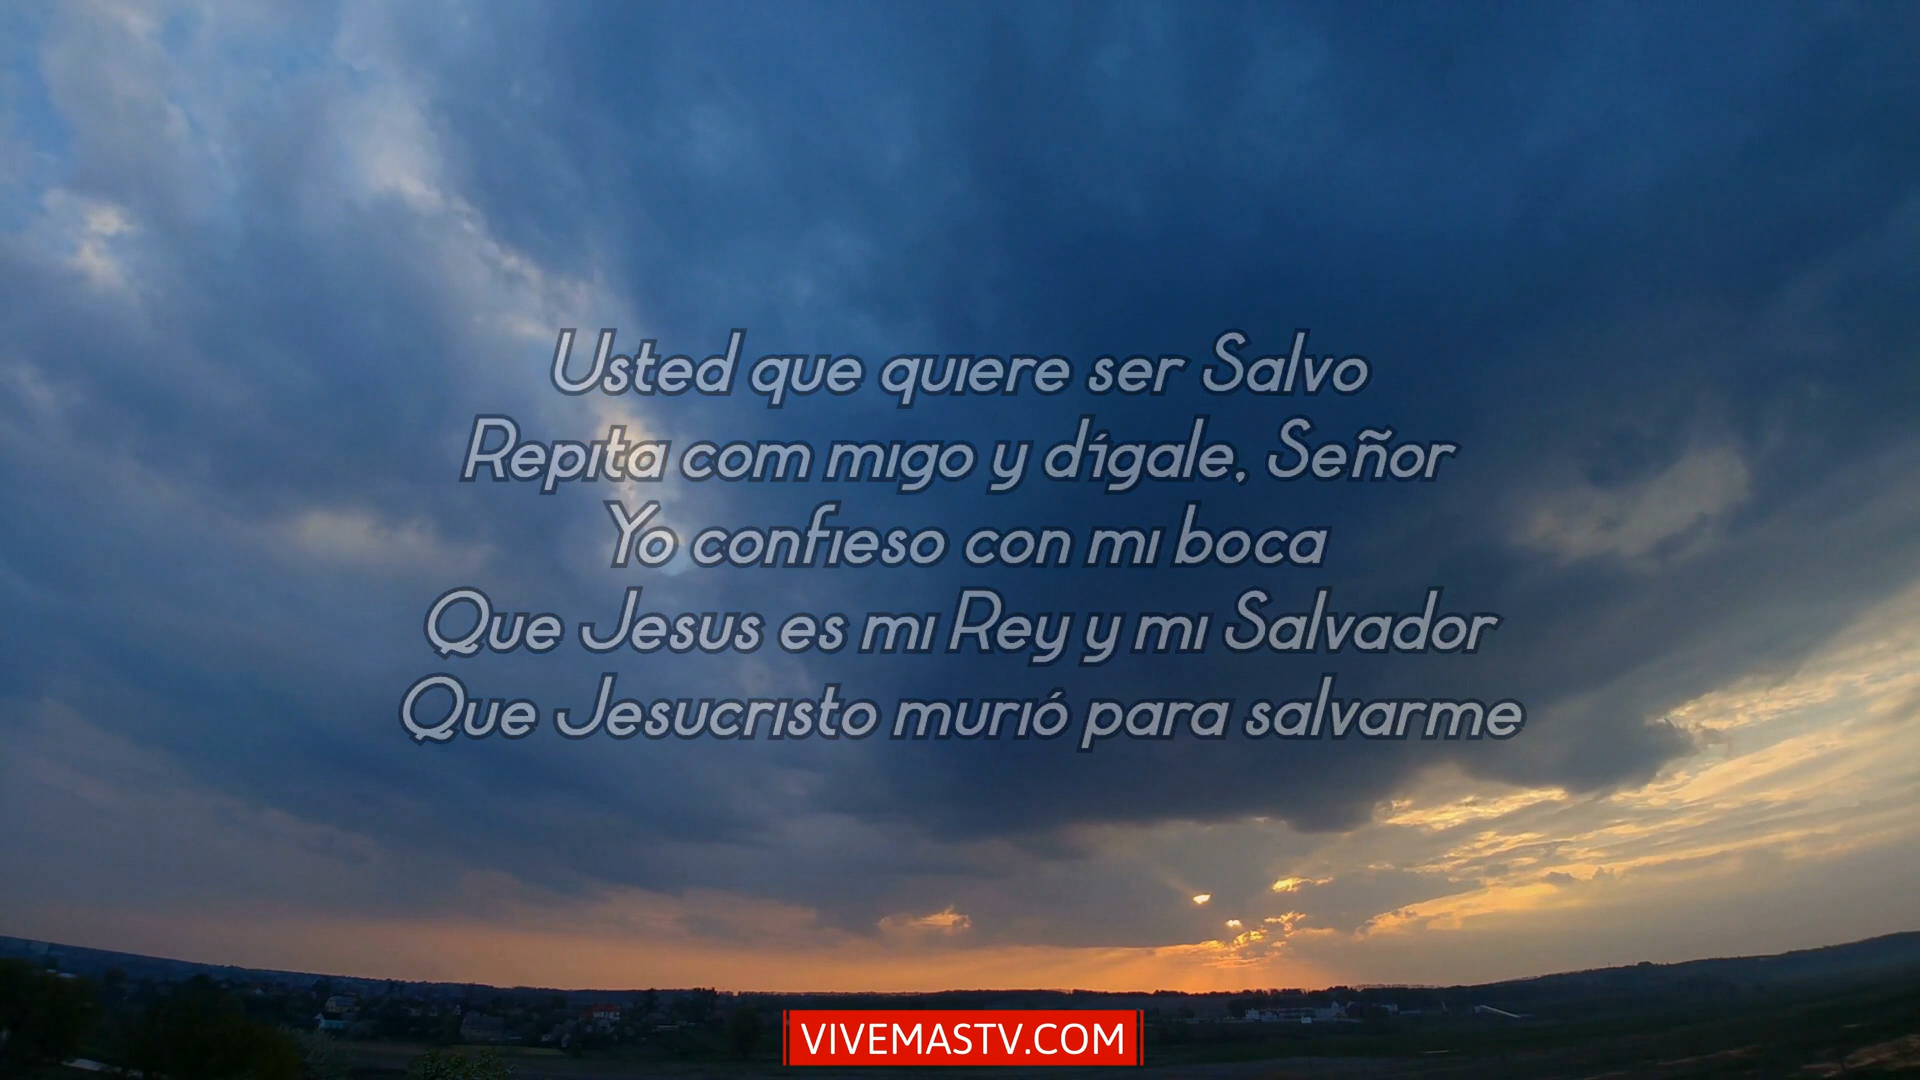 Usted que quiere ser Salvo
Repita com migo y dígale, Señor
Yo confieso con mi boca
Que Jesus es mi Rey y mi Salvador
Que Jesucristo murió para salvarme
VIVEMASTV.COM